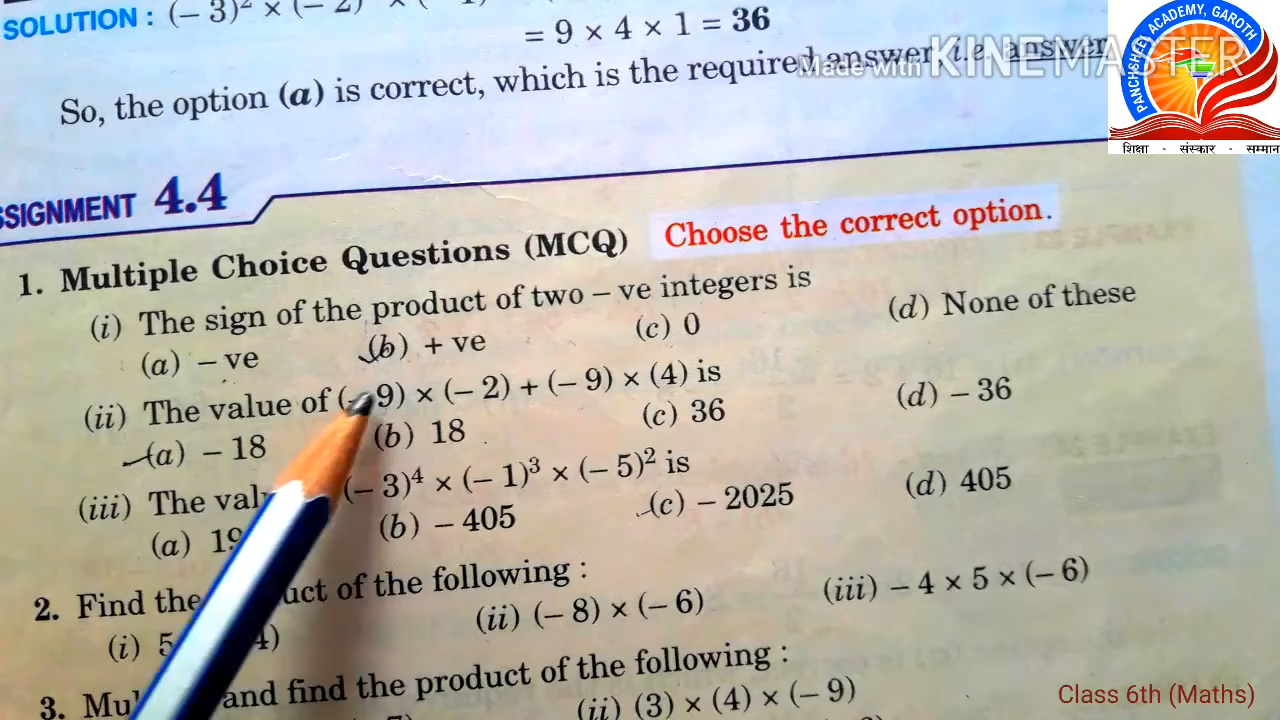 SOLUTION : (– 3)² × (– 2)
= 9 × 4 × 1 = 36
So, the option (a) is correct, which is the required answer i.e. answer
Made with KINEMASTER
PANCHSHEEL ACADEMY, GAROTH
शिक्षा - संस्कार - सम्मान
SSIGNMENT 4.4
1. Multiple Choice Questions (MCQ) Choose the correct option.
(i) The sign of the product of two – ve integers is
(a) – ve (b) + ve (c) 0 (d) None of these
(ii) The value of (– 9) × (– 2) + (– 9) × (4) is
(a) – 18 (b) 18 (c) 36 (d) – 36
(iii) The (– 3)⁴ × (– 1)³ × (– 5)² is
(a) (b) – 405 (c) – 2025 (d) 405
2. Find the of the following :
(i) 5 4) (ii) (– 8) × (– 6) (iii) – 4 × 5 × (– 6)
3. and find the product of the following :
(ii) (3) × (4) × (– 9)
Class 6th (Maths)